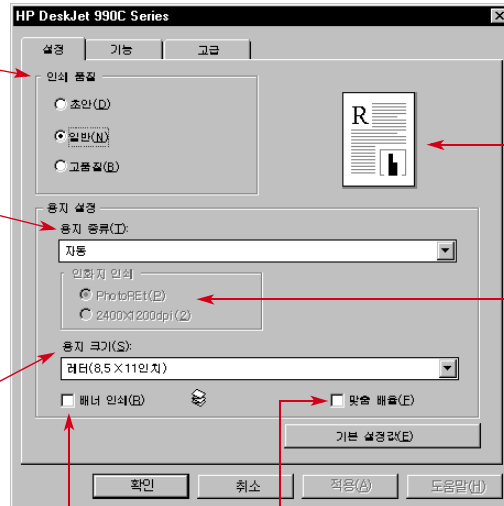 HP DeskJet 990C Series
설정 기능 고급
인쇄 품질
초안(D)
일반(N)
고품질(B)
R
용지 설정
용지 종류(T):
자동
인화지 인쇄
PhotoREt(P)
2400X1200dpi(2)
용지 크기(S):
레터(8.5 X 11인치)
배너 인쇄(R) 맞춤 배율(F)
기본 설정값(E)
확인 취소 적용(A) 도움말(H)